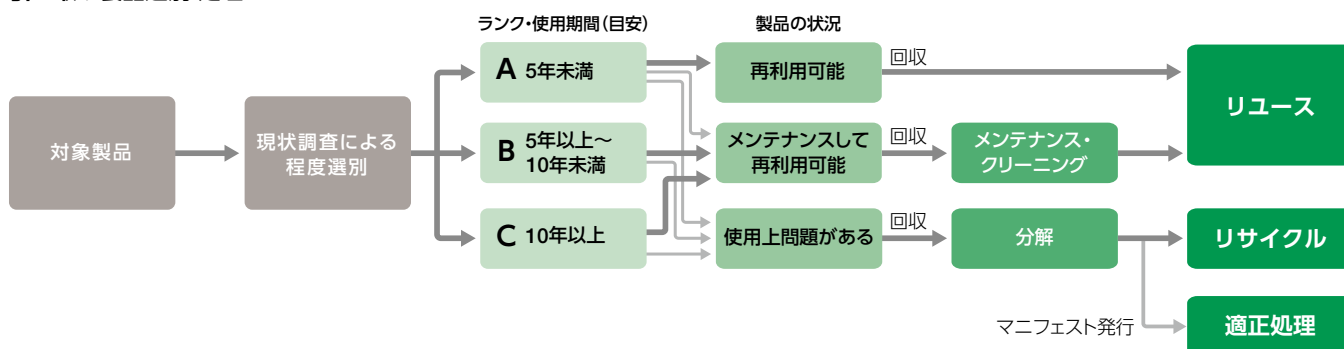 ランク・使用期間（目安）
製品の状況
対象製品
現状調査による
程度選別
A 5年未満
B 5年以上～
10年未満
C 10年以上
再利用可能
メンテナンスして
再利用可能
使用上問題がある
回収
回収
回収
メンテナンス・
クリーニング
分解
マニフェスト発行
リユース
リサイクル
適正処理